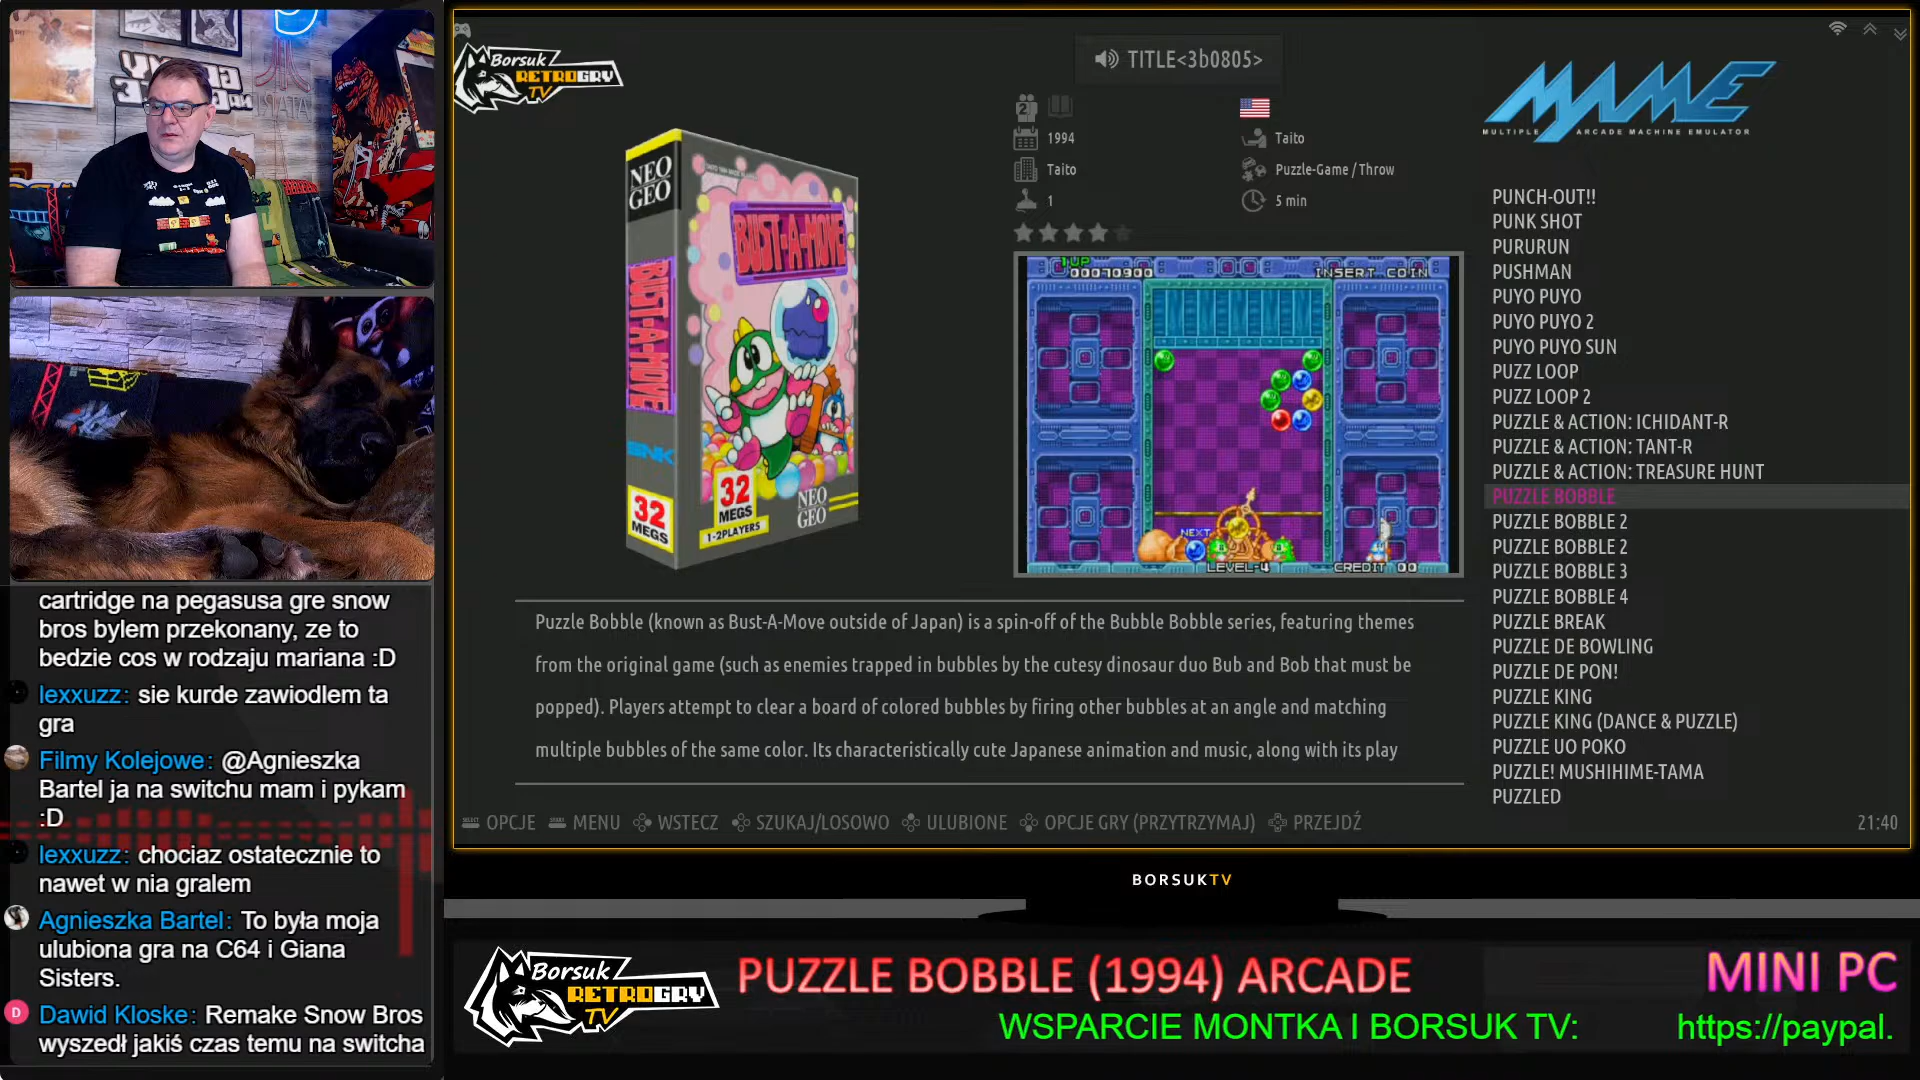 cartridge na pegasusa gre snow
bros bylem przekonany, ze to
bedzie cos w rodzaju mariana :D
lexxuzz: sie kurde zawiodlem ta
gra
Filmy Kolejowe: @Agnieszka
Bartel ja na switchu mam i pykam
:D
lexxuzz: chociaz ostatecznie to
nawet w nia gralem
Agnieszka Bartel: To była moja
ulubiona gra na C64 i Giana
Sisters.
D Dawid Kloske: Remake Snow Bros
wyszedł jakiś czas temu na switcha
Borsuk
RETROGRY
TV
TITLE<3b0805>
2
1994
Taito
Taito
Puzzle-Game / Throw
1
5 min
MAME
MULTIPLE ARCADE MACHINE EMULATOR
NEO
GEO
BUST-A-MOVE
BUST-A-MOVE
SNK
32
MEGS
32
MEGS
1-2PLAYERS
NEO
GEO
1UP
00070900
INSERT COIN
NEXT
LEVEL-4
CREDIT 00
PUNCH-OUT!!
PUNK SHOT
PURURUN
PUSHMAN
PUYO PUYO
PUYO PUYO 2
PUYO PUYO SUN
PUZZ LOOP
PUZZ LOOP 2
PUZZLE & ACTION: ICHIDANT-R
PUZZLE & ACTION: TANT-R
PUZZLE & ACTION: TREASURE HUNT
PUZZLE BOBBLE
PUZZLE BOBBLE 2
PUZZLE BOBBLE 2
PUZZLE BOBBLE 3
PUZZLE BOBBLE 4
PUZZLE BREAK
PUZZLE DE BOWLING
PUZZLE DE PON!
PUZZLE KING
PUZZLE KING (DANCE & PUZZLE)
PUZZLE UO POKO
PUZZLE! MUSHIHIME-TAMA
PUZZLED
Puzzle Bobble (known as Bust-A-Move outside of Japan) is a spin-off of the Bubble Bobble series, featuring themes
from the original game (such as enemies trapped in bubbles by the cutesy dinosaur duo Bub and Bob that must be
popped). Players attempt to clear a board of colored bubbles by firing other bubbles at an angle and matching
multiple bubbles of the same color. Its characteristically cute Japanese animation and music, along with its play
SELECT OPCJE START MENU WSTECZ SZUKAJ/LOSOWO ULUBIONE OPCJE GRY (PRZYTRZYMAJ) PRZEJDŹ
21:40
BORSUKTV
Borsuk
RETROGRY
TV
PUZZLE BOBBLE (1994) ARCADE
MINI PC
WSPARCIE MONTKA I BORSUK TV: https://paypal.